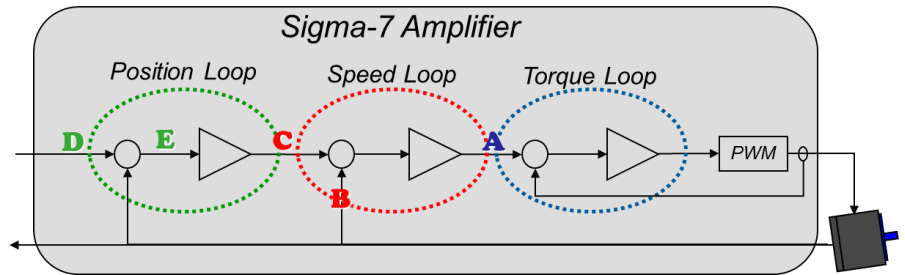 Sigma-7 Amplifier
Position Loop Speed Loop Torque Loop
D E C A PWM
B